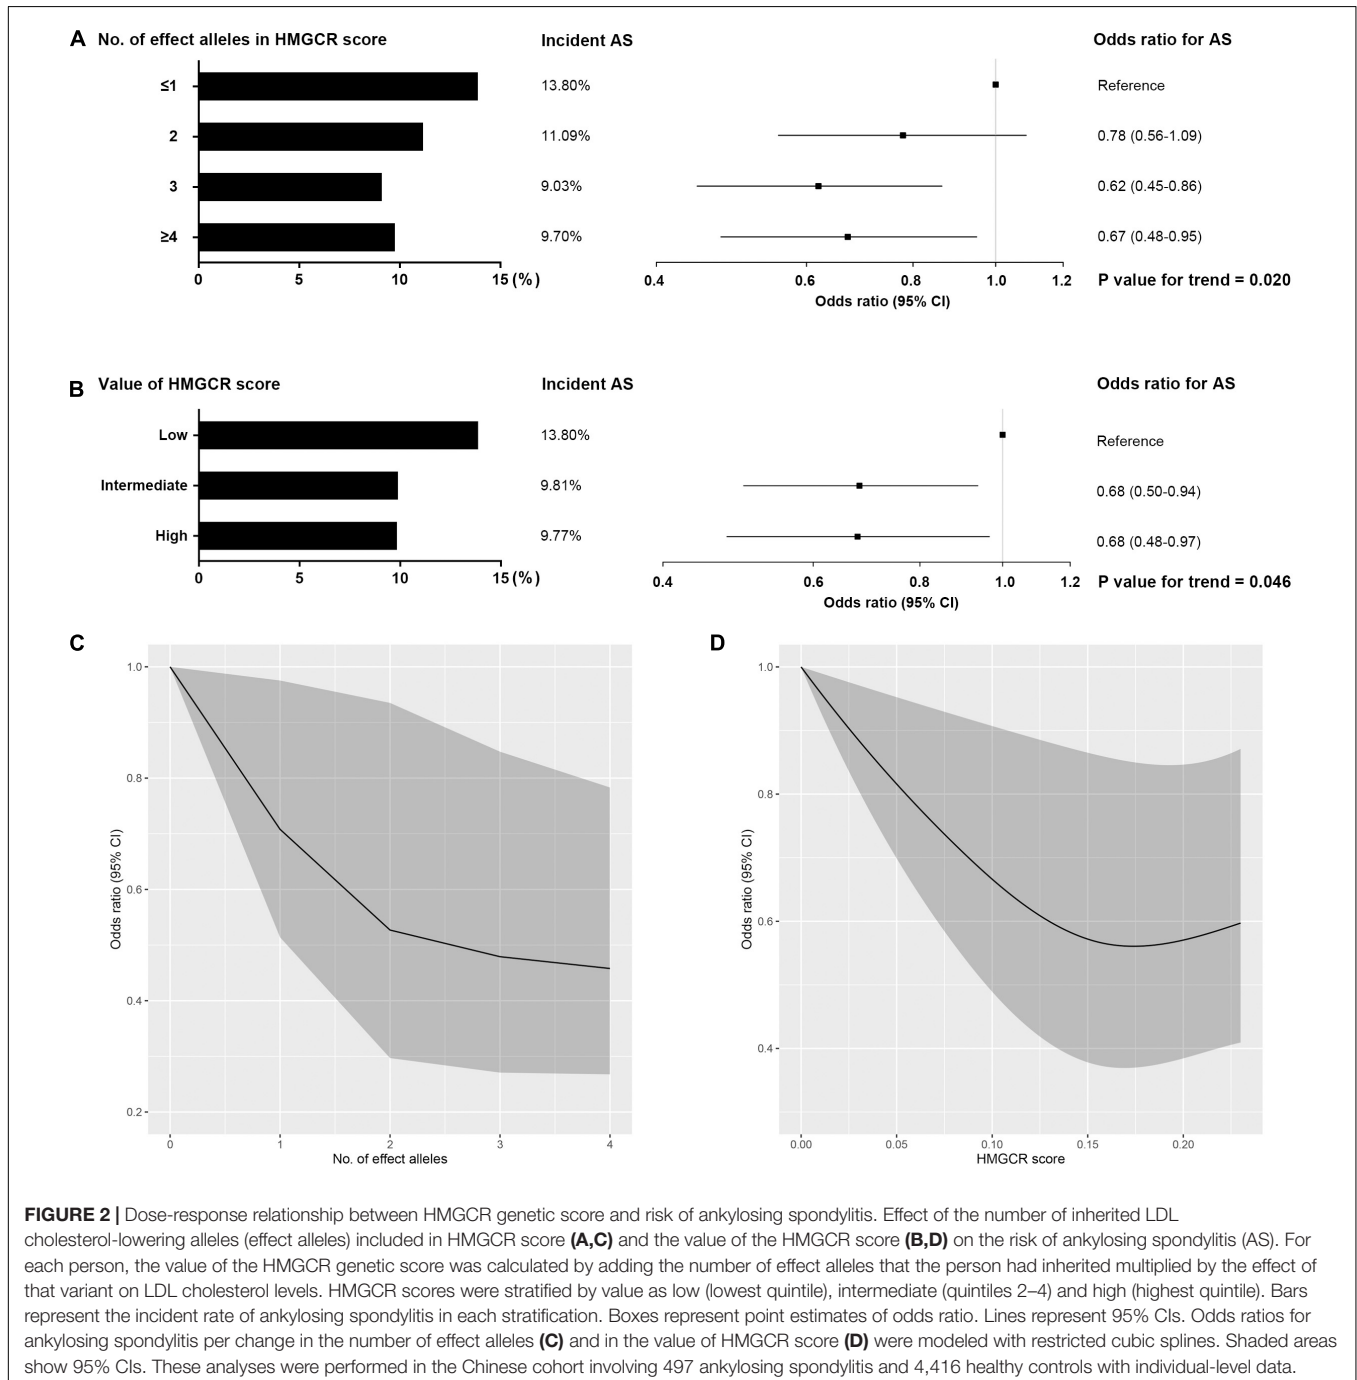 A No. of effect alleles in HMGCR score Incident AS Odds ratio for AS
≤1 13.80% Reference
2 11.09% 0.78 (0.56-1.09)
3 9.03% 0.62 (0.45-0.86)
≥4 9.70% 0.67 (0.48-0.95)
0 5 10 15 (%) 0.4 0.6 0.8 1.0 1.2 P value for trend = 0.020
Odds ratio (95% CI)
B Value of HMGCR score Incident AS Odds ratio for AS
Low 13.80% Reference
Intermediate 9.81% 0.68 (0.50-0.94)
High 9.77% 0.68 (0.48-0.97)
0 5 10 15 (%) 0.4 0.6 0.8 1.0 1.2 P value for trend = 0.046
Odds ratio (95% CI)
C
1.0
0.8
0.6
0.4
0.2
Odds ratio (95% CI)
0 1 2 3 4
No. of effect alleles
D
1.0
0.8
0.6
0.4
Odds ratio (95% CI)
0.00 0.05 0.10 0.15 0.20
HMGCR score
FIGURE 2 | Dose-response relationship between HMGCR genetic score and risk of ankylosing spondylitis. Effect of the number of inherited LDL
cholesterol-lowering alleles (effect alleles) included in HMGCR score (A,C) and the value of the HMGCR score (B,D) on the risk of ankylosing spondylitis (AS). For
each person, the value of the HMGCR genetic score was calculated by adding the number of effect alleles that the person had inherited multiplied by the effect of
that variant on LDL cholesterol levels. HMGCR scores were stratified by value as low (lowest quintile), intermediate (quintiles 2–4) and high (highest quintile). Bars
represent the incident rate of ankylosing spondylitis in each stratification. Boxes represent point estimates of odds ratio. Lines represent 95% CIs. Odds ratios for
ankylosing spondylitis per change in the number of effect alleles (C) and in the value of HMGCR score (D) were modeled with restricted cubic splines. Shaded areas
show 95% CIs. These analyses were performed in the Chinese cohort involving 497 ankylosing spondylitis and 4,416 healthy controls with individual-level data.